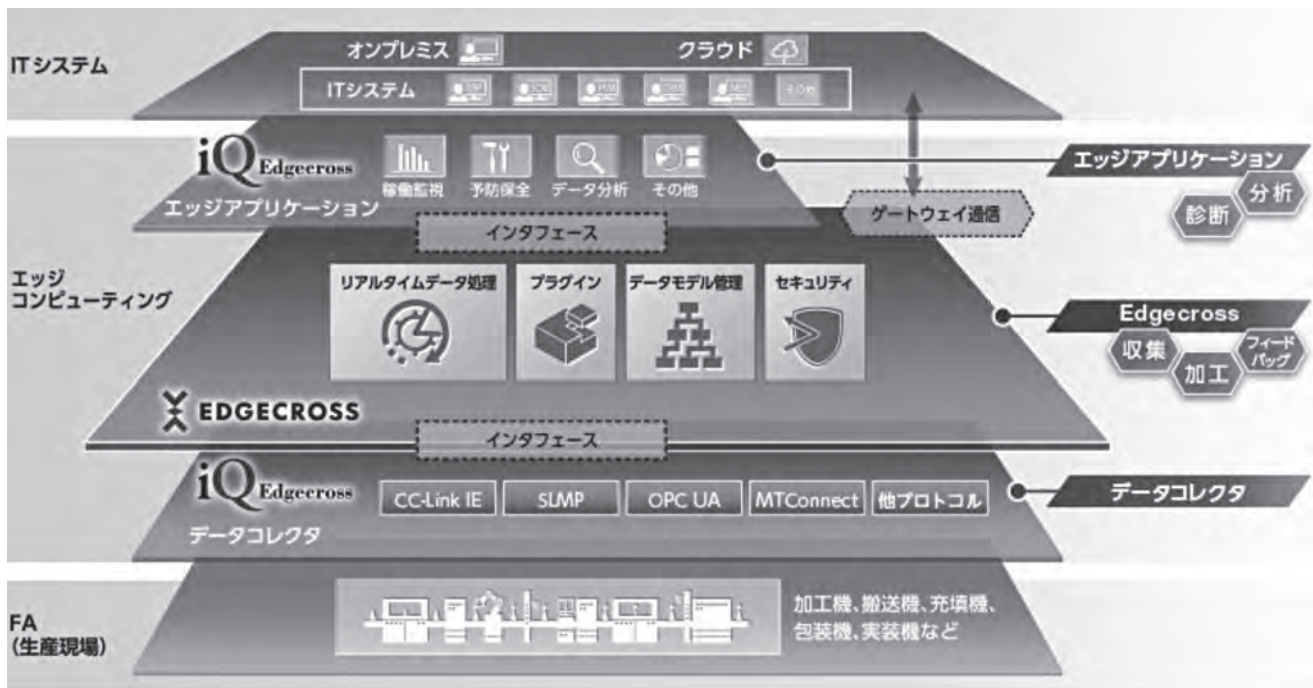 ITシステム
オンプレミス
クラウド
ITシステム
iQ Edgecross
稼働監視
予防保全
データ分析
その他
エッジアプリケーション
インタフェース
ゲートウェイ通信
エッジアプリケーション
診断
分析
エッジ
コンピューティング
リアルタイムデータ処理
プラグイン
データモデル管理
セキュリティ
EDGECROSS
Edgecross
収集
加工
フィード
バック
インタフェース
iQ Edgecross
データコレクタ
CC-Link IE
SLMP
OPC UA
MTConnect
他プロトコル
データコレクタ
FA
(生産現場)
加工機、搬送機、充填機、
包装機、実装機など